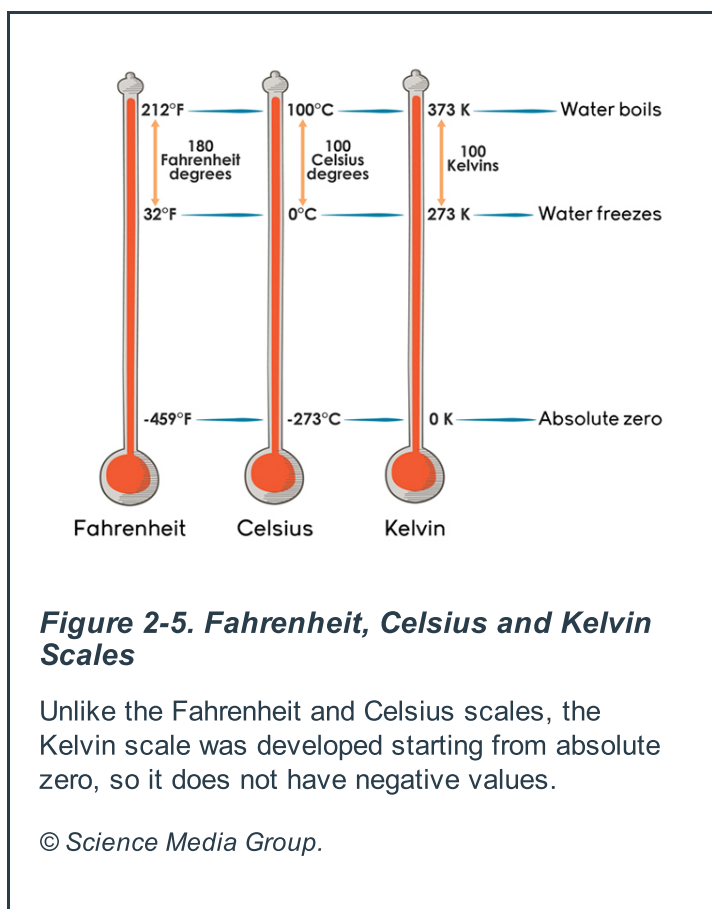 212°F 100°C 373 K Water boils
180 Fahrenheit degrees
100 Celsius degrees
100 Kelvins
32°F 0°C 273 K Water freezes
-459°F -273°C 0 K Absolute zero
Fahrenheit Celsius Kelvin
Figure 2-5. Fahrenheit, Celsius and Kelvin
Scales
Unlike the Fahrenheit and Celsius scales, the
Kelvin scale was developed starting from absolute
zero, so it does not have negative values.
© Science Media Group.